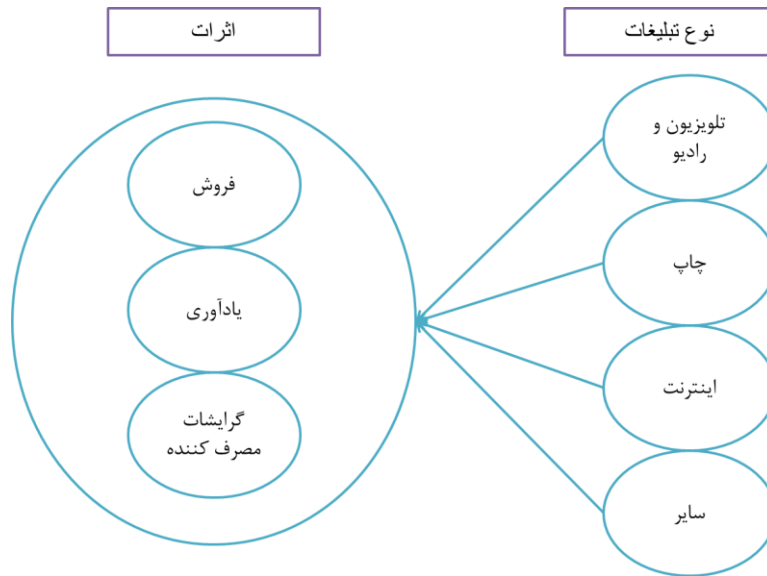 نوع تبلیغات
اثرات
تلویزیون و
رادیو
چاپ
اینترنت
سایر
فروش
یادآوری
گرایشات
مصرف کننده